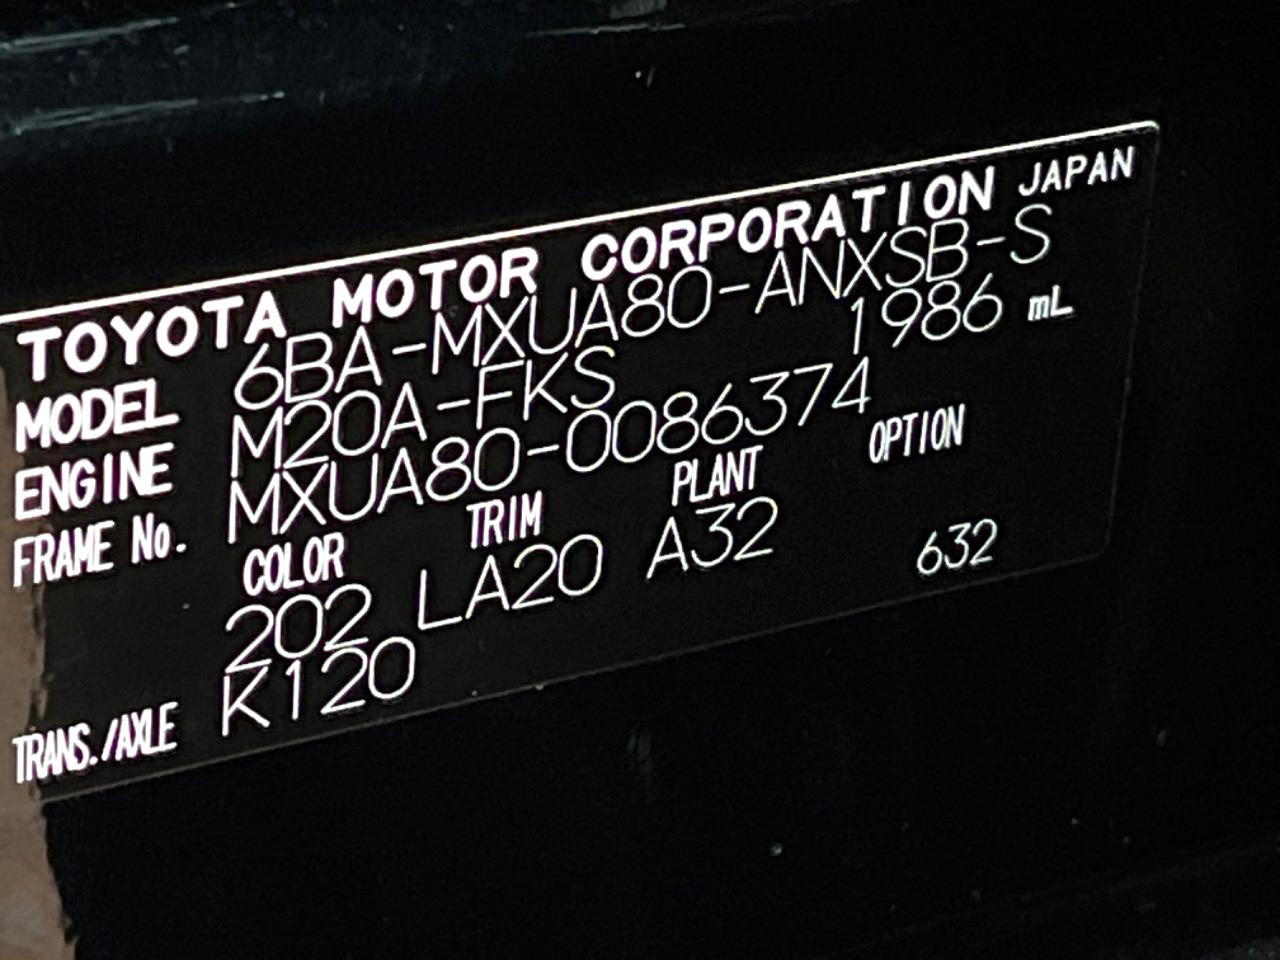 TOYOTA MOTOR CORPORATION JAPAN
MODEL 6BA-MXUA80-ANXSB-S
ENGINE M20A-FKS 1986 mL
FRAME No. MXUA80-0086374
COLOR TRIM PLANT OPTION
202 LA20 A32 632
TRANS./AXLE K120